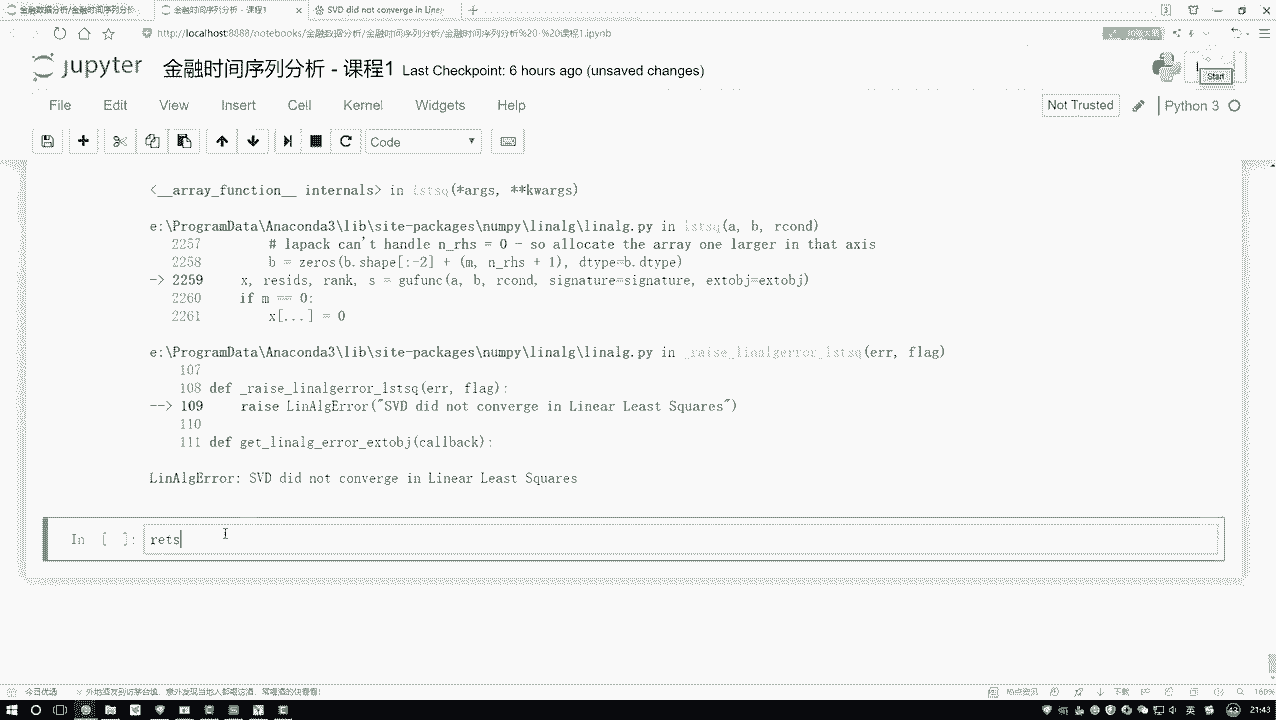 金融数据分析/金融时间序列分析
金融时间序列分析 - 课程1
SVD did not converge in Line
http://localhost:8888/notebooks/金融数据分析/金融时间序列分析/金融时间序列分析%20-%20课程1.ipynb
jupyter 金融时间序列分析 - 课程1 Last Checkpoint: 6 hours ago (unsaved changes)
Start
File Edit View Insert Cell Kernel Widgets Help
Not Trusted Python 3
Code
<__array_function__ internals> in lstsq(*args, **kwargs)
e:\ProgramData\Anaconda3\lib\site-packages\numpy\linalg\linalg.py in lstsq(a, b, rcond)
2257 # lapack can't handle n_rhs = 0 - so allocate the array one larger in that axis
2258 b = zeros(b.shape[:-2] + (m, n_rhs + 1), dtype=b.dtype)
-> 2259 x, resids, rank, s = gufunc(a, b, rcond, signature=signature, extobj=extobj)
2260 if m == 0:
2261 x[...] = 0
e:\ProgramData\Anaconda3\lib\site-packages\numpy\linalg\linalg.py in _raise_linalgerror_lstsq(err, flag)
107
108 def _raise_linalgerror_lstsq(err, flag):
--> 109 raise LinAlgError("SVD did not converge in Linear Least Squares")
110
111 def get_linalg_error_extobj(callback):
LinAlgError: SVD did not converge in Linear Least Squares
In [ ]: rets
今日优选
热点资讯 下载 160%
英 21:43